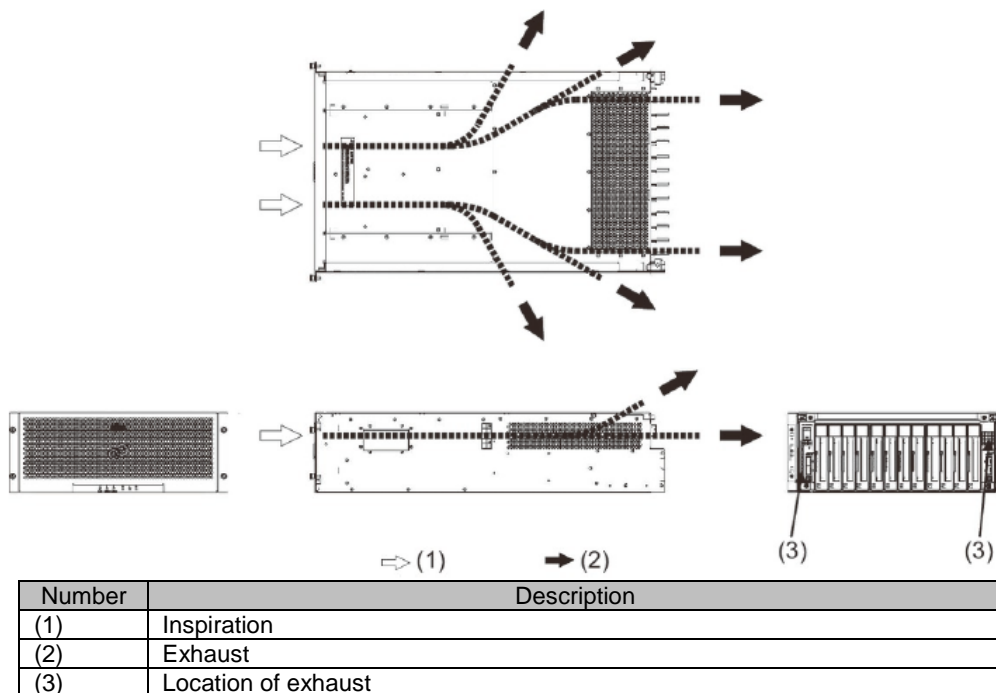 (3)
(3)
(1)
(2)
Number Description
(1) Inspiration
(2) Exhaust
(3) Location of exhaust